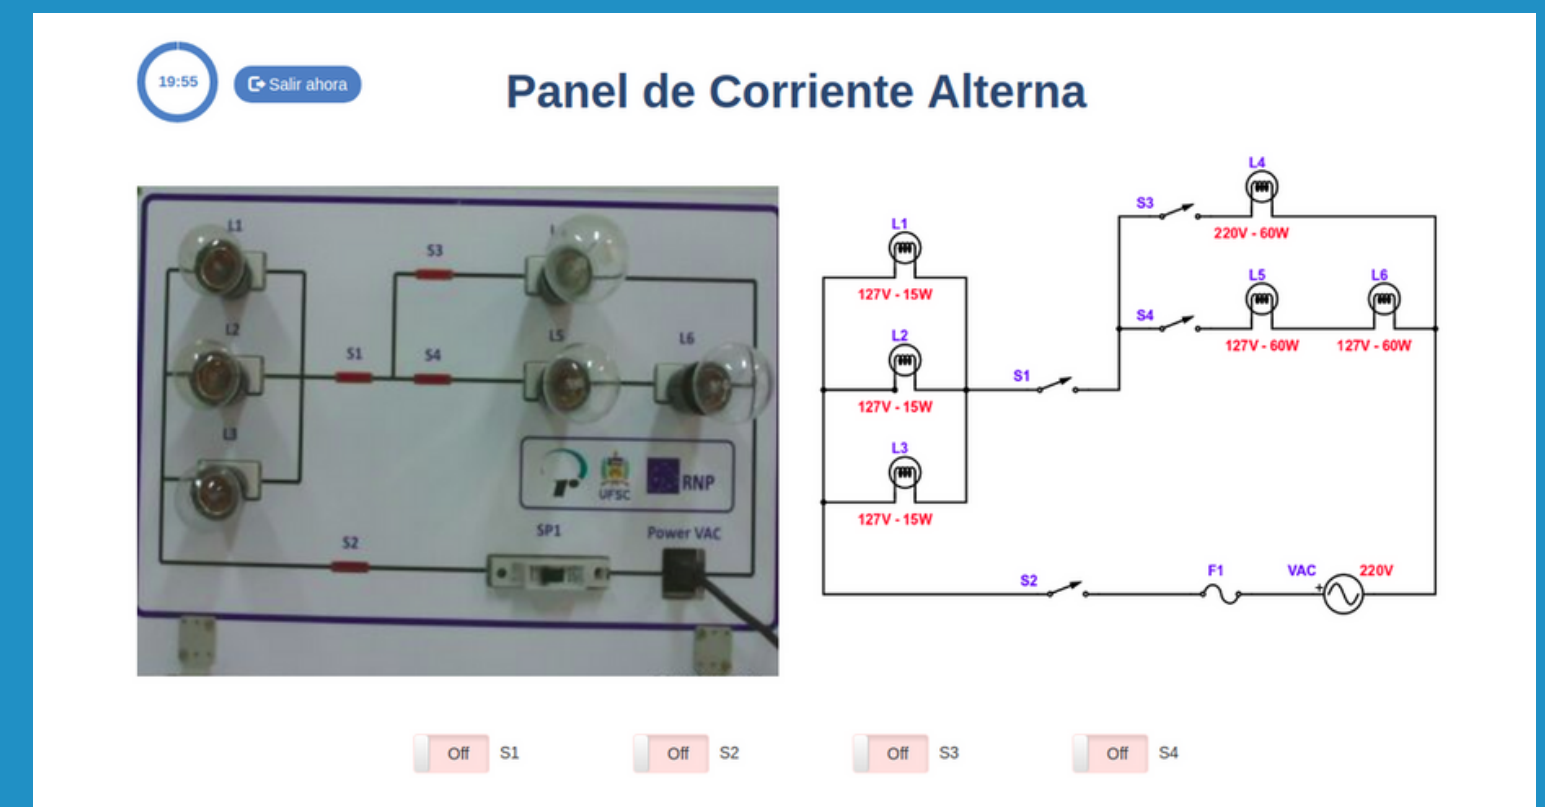 19:55
Salir ahora
Panel de Corriente Alterna
L1
S3
L2
S1
S4
L5
L6
L3
UFSC
RNP
SP1
Power VAC
S2
L4
S3
220V - 60W
L1
127V - 15W
L5
L6
S4
127V - 60W
127V - 60W
L2
S1
127V - 15W
L3
127V - 15W
S2
F1
VAC
220V
+
Off S1
Off S2
Off S3
Off S4